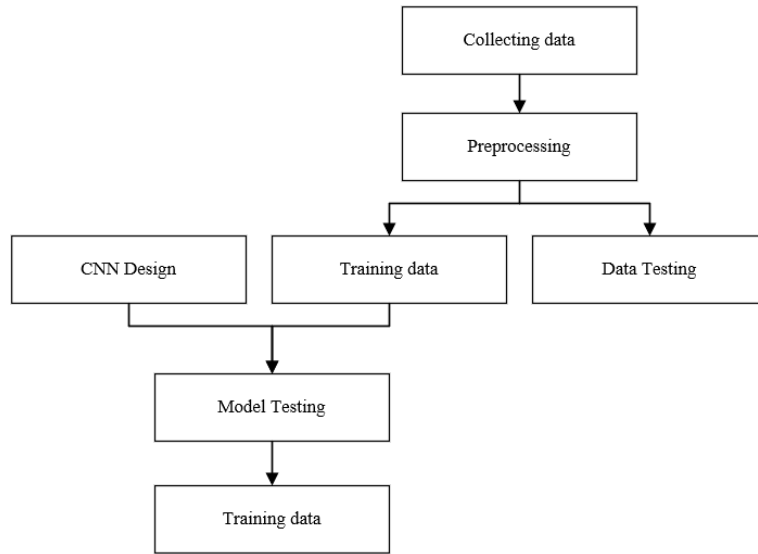 Collecting data
Preprocessing
CNN Design
Training data
Data Testing
Model Testing
Training data